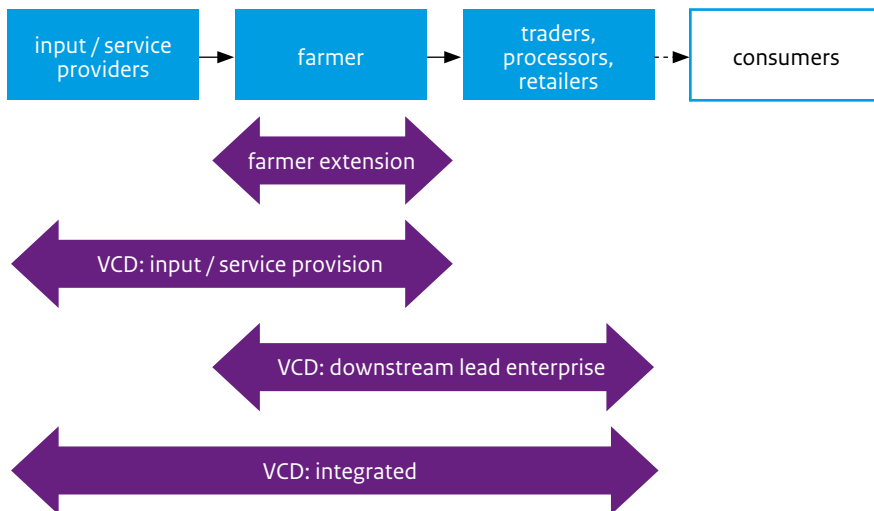 input / service
providers
farmer
traders,
processors,
retailers
consumers
farmer extension
VCD: input / service provision
VCD: downstream lead enterprise
VCD: integrated